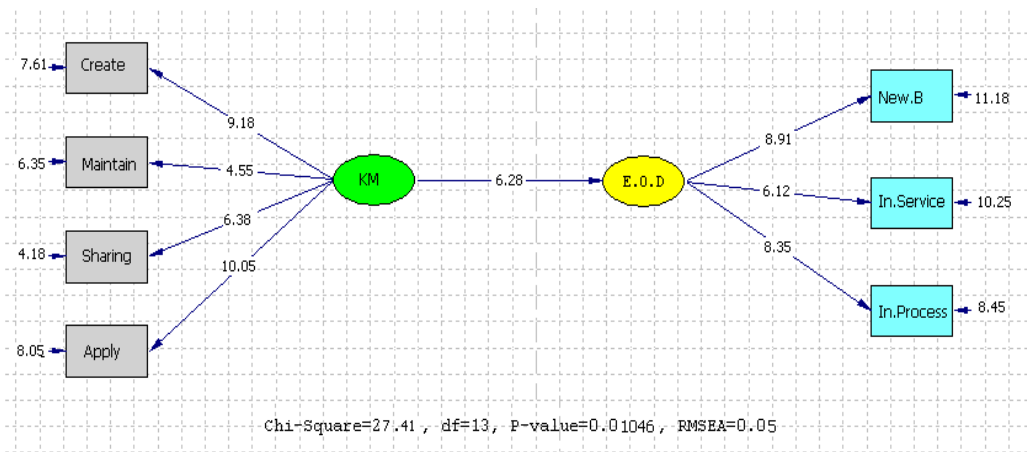 7.61 Create
9.18
6.35 Maintain
4.55
4.18 Sharing
6.38
8.05 Apply
10.05
KM
6.28
E.O.D
8.91
New.B 11.18
6.12
In.Service 10.25
8.35
In.Process 8.45
Chi-Square=27.41, df=13, P-value=0.01046, RMSEA=0.05